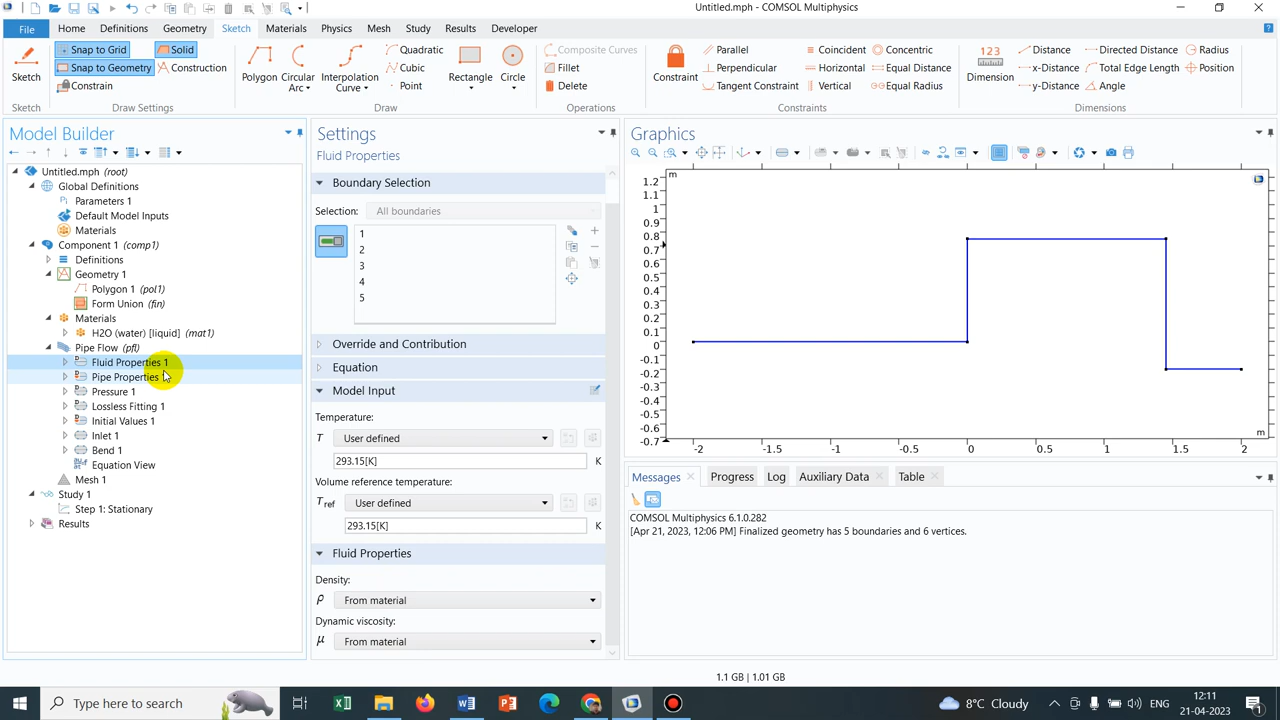 Untitled.mph - COMSOL Multiphysics
File Home Definitions Geometry Sketch Materials Physics Mesh Study Results Developer
Snap to Grid Solid
Snap to Geometry Construction
Constrain
Draw Settings
Sketch
Sketch
Polygon Circular Arc Interpolation Curve
Quadratic
Cubic
Point
Rectangle Circle
Draw
Composite Curves
Fillet
Delete
Operations
Constraint
Parallel Coincident Concentric
Perpendicular Horizontal Equal Distance
Tangent Constraint Vertical Equal Radius
Constraints
123
Dimension
Distance Directed Distance Radius
x-Distance Total Edge Length Position
y-Distance Angle
Dimensions
Model Builder
Untitled.mph (root)
Global Definitions
Parameters 1
Default Model Inputs
Materials
Component 1 (comp1)
Definitions
Geometry 1
Polygon 1 (pol1)
Form Union (fin)
Materials
H2O (water) [liquid] (mat1)
Pipe Flow (pfl)
Fluid Properties 1
Pipe Properties
Pressure 1
Lossless Fitting 1
Initial Values 1
Inlet 1
Bend 1
Equation View
Mesh 1
Study 1
Step 1: Stationary
Results
Settings
Fluid Properties
Boundary Selection
Selection: All boundaries
1
2
3
4
5
Override and Contribution
Equation
Model Input
Temperature:
T User defined
293.15[K] K
Volume reference temperature:
Tref User defined
293.15[K] K
Fluid Properties
Density:
ρ From material
Dynamic viscosity:
μ From material
Graphics
m
1.2
1.1
1
0.9
0.8
0.7
0.6
0.5
0.4
0.3
0.2
0.1
0
-0.1
-0.2
-0.3
-0.4
-0.5
-0.6
-0.7
m
-2 -1.5 -1 -0.5 0 0.5 1 1.5 2
Messages Progress Log Auxiliary Data Table
COMSOL Multiphysics 6.1.0.282
[Apr 21, 2023, 12:06 PM] Finalized geometry has 5 boundaries and 6 vertices.
1.1 GB | 1.01 GB
Type here to search
8°C Cloudy
ENG
12:11
21-04-2023